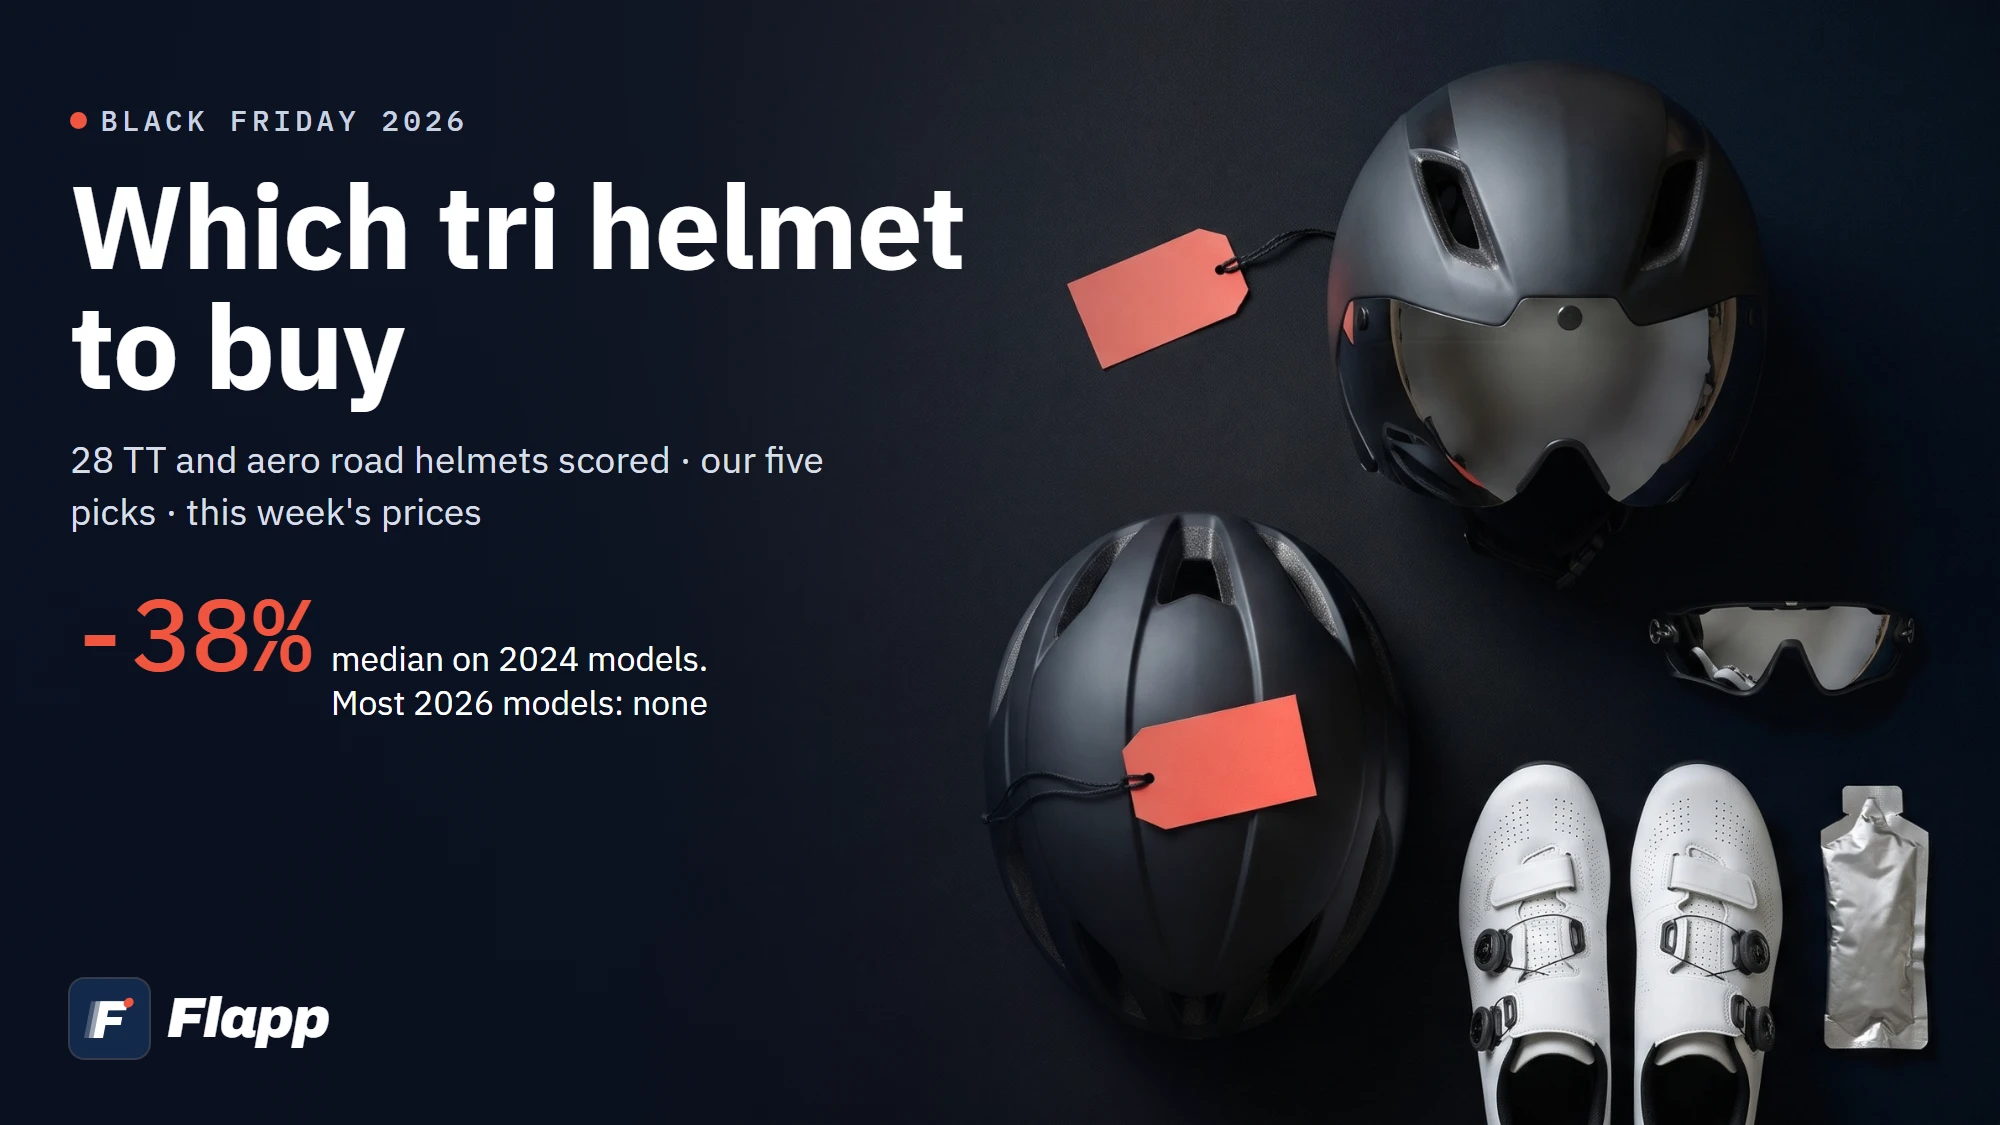 BLACK FRIDAY 2026
Which tri helmet
to buy
28 TT and aero road helmets scored · our five
picks · this week's prices
-38% median on 2024 models.
Most 2026 models: none
F Flapp